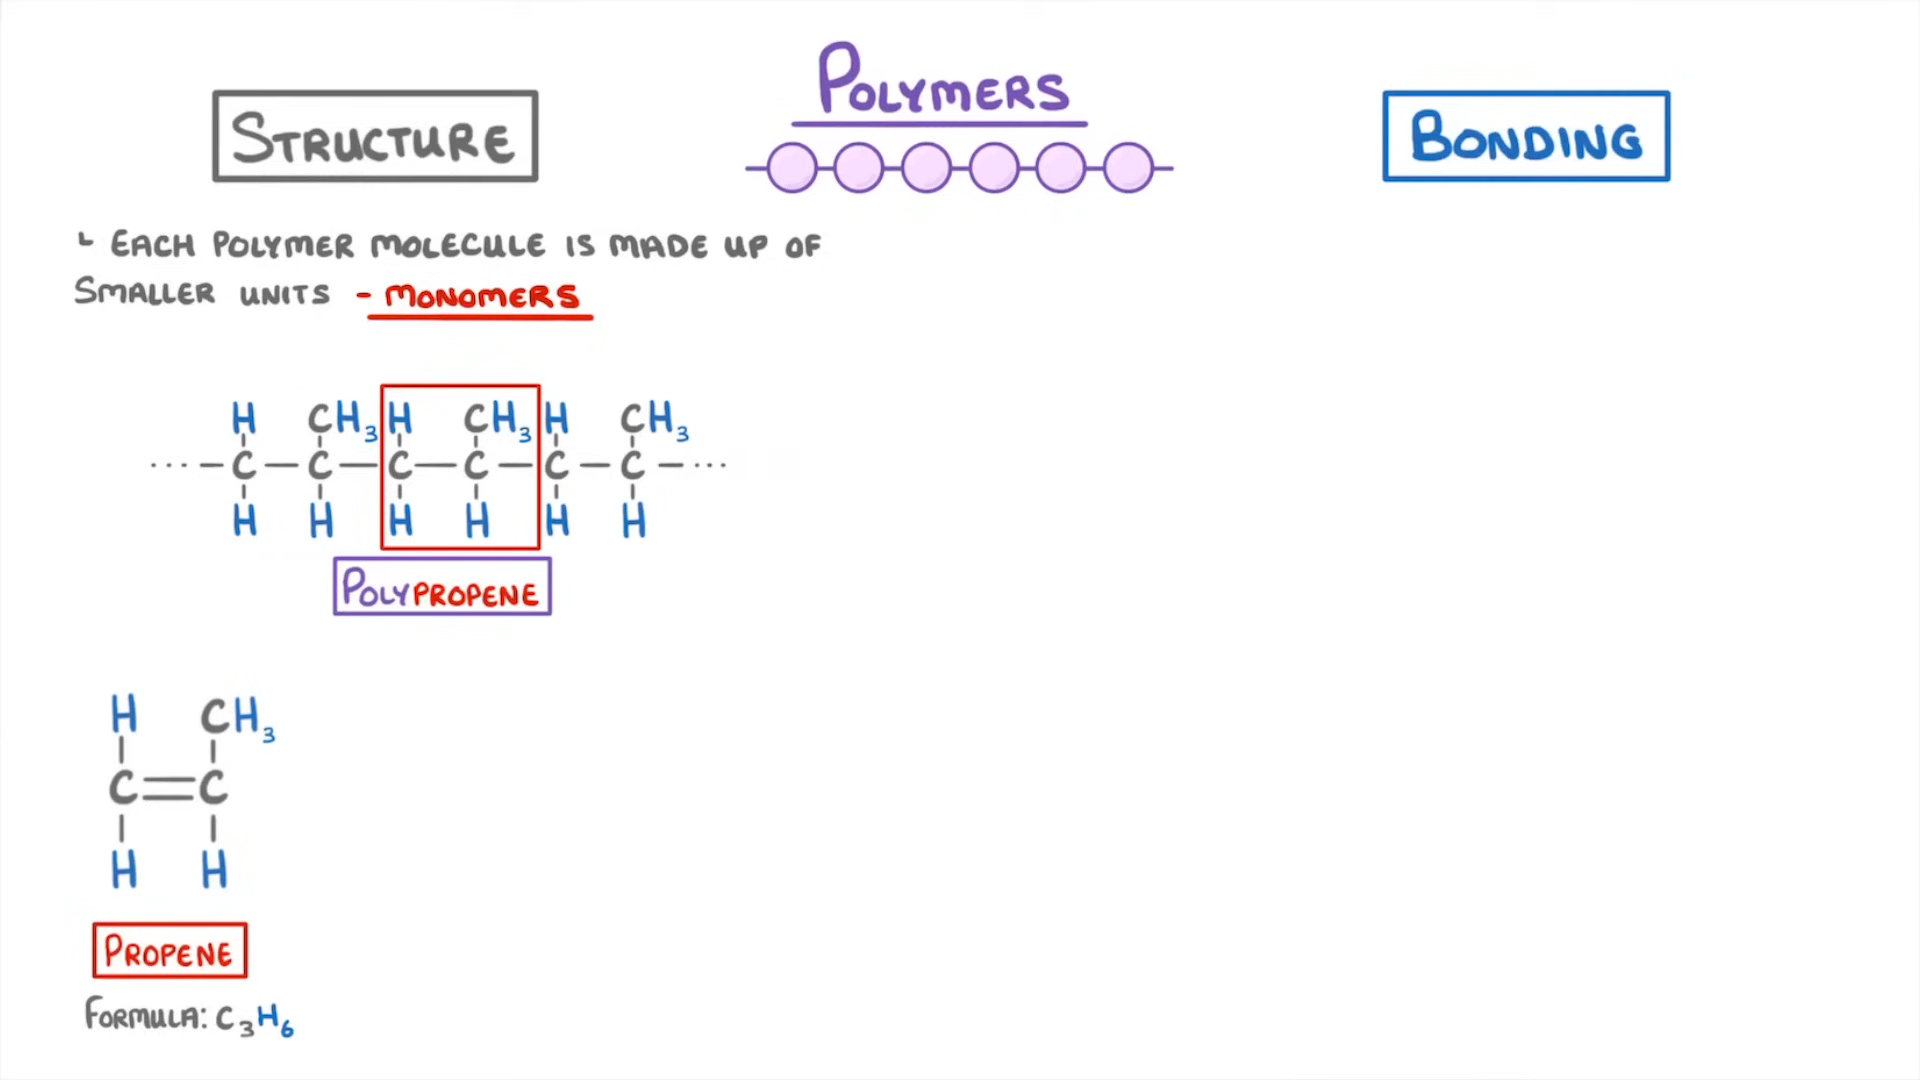 POLYMERS
STRUCTURE
BONDING
EACH POLYMER MOLECULE IS MADE UP OF
SMALLER UNITS - MONOMERS
H CH3 H CH3 H CH3
··· — C — C — C — C — C — C — ···
H H H H H H
POLYPROPENE
H CH3
C=C
H H
PROPENE
FORMULA: C3H6